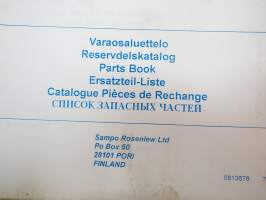 Varaosaluettelo
Reservdelskatalog
Parts Book
Ersatzteil-Liste
Catalogue Pièces de Rechange
СПИСОК ЗАПАСНЫХ ЧАСТЕЙ
Sampo Rosenlew Ltd
Po Box 50
28101 PORI
FINLAND
0813878